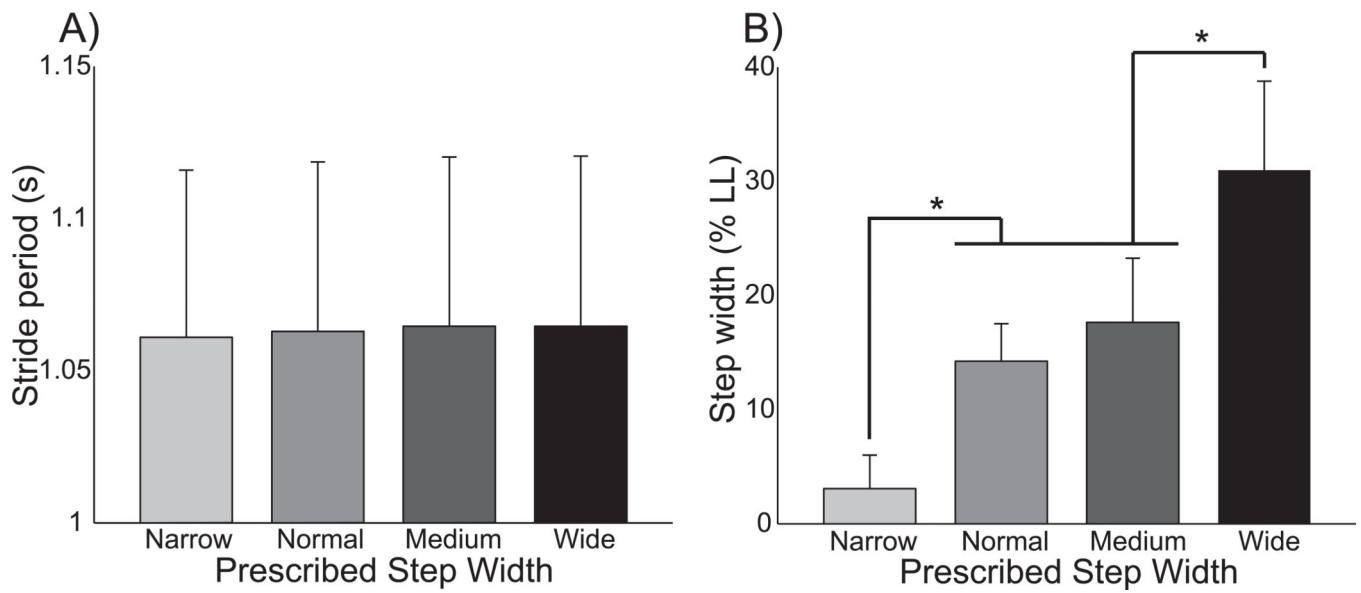 A)
1.15
1.1
1.05
1
Stride period (s)
Narrow Normal Medium Wide
Prescribed Step Width
B)
40
30
20
10
0
Step width (% LL)
*
*
Narrow Normal Medium Wide
Prescribed Step Width